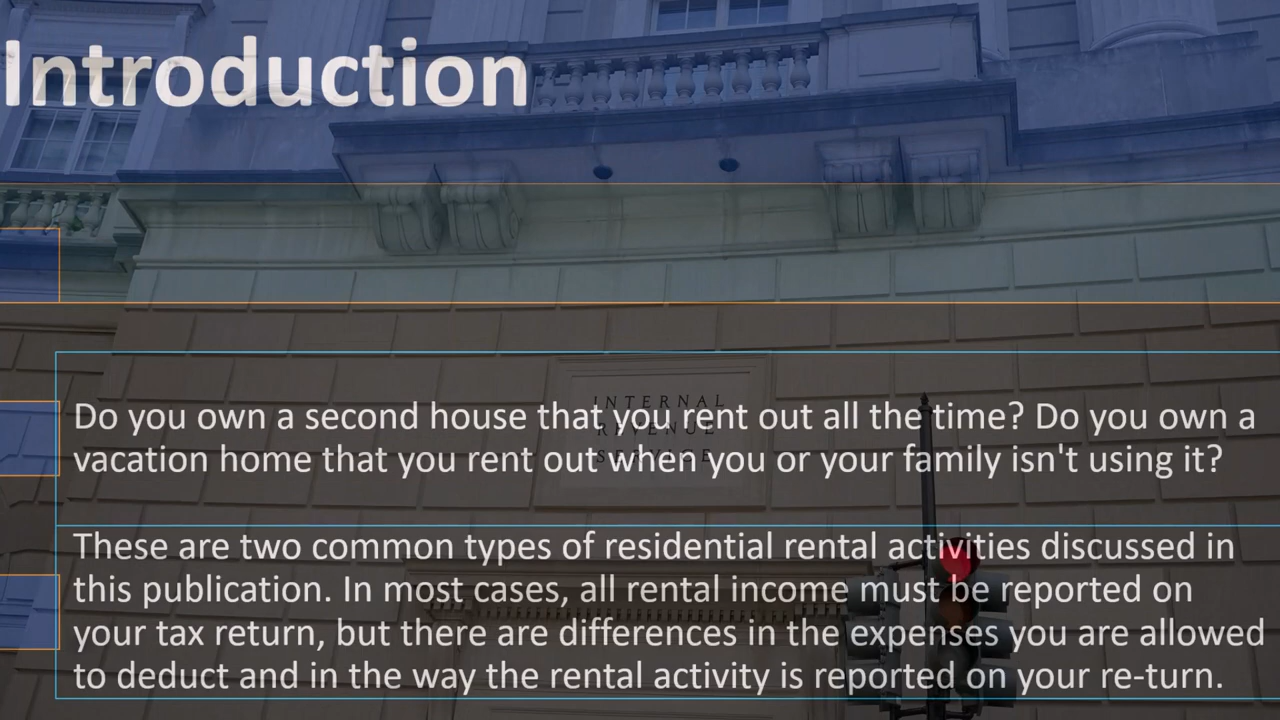 Introduction
INTERNAL
REVENUE
SERVICE
Do you own a second house that you rent out all the time? Do you own a
vacation home that you rent out when you or your family isn't using it?
These are two common types of residential rental activities discussed in
this publication. In most cases, all rental income must be reported on
your tax return, but there are differences in the expenses you are allowed
to deduct and in the way the rental activity is reported on your re-turn.